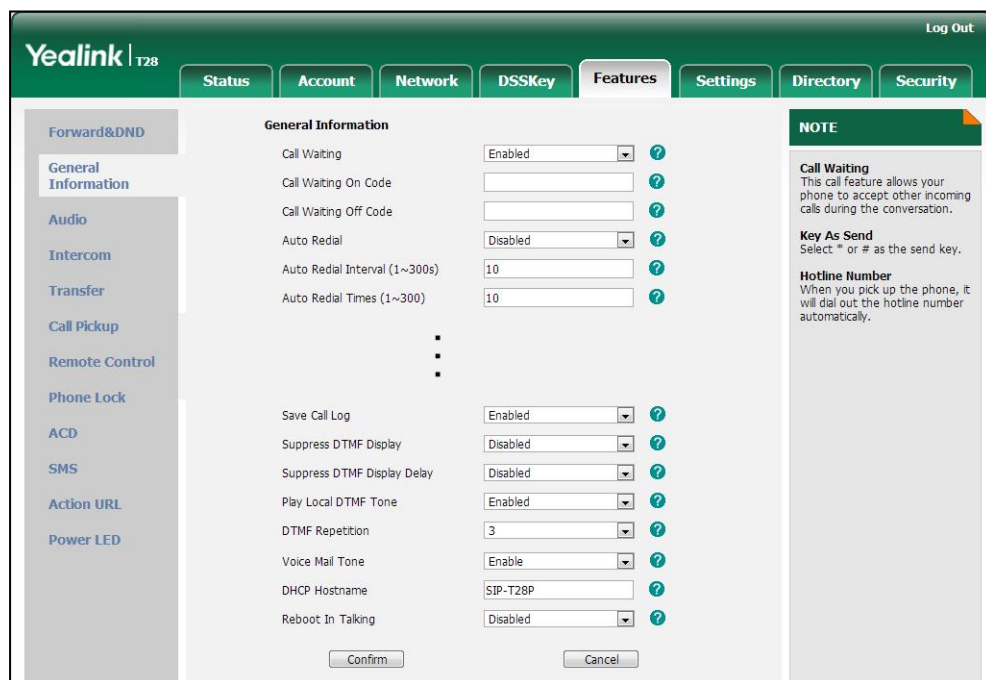 Log Out
Yealink | T28
Status Account Network DSSKey Features Settings Directory Security
Forward&DND
General
Information
Audio
Intercom
Transfer
Call Pickup
Remote Control
Phone Lock
ACD
SMS
Action URL
Power LED
General Information
Call Waiting Enabled ?
Call Waiting On Code ?
Call Waiting Off Code ?
Auto Redial Disabled ?
Auto Redial Interval (1~300s) 10 ?
Auto Redial Times (1~300) 10 ?
Save Call Log Enabled ?
Suppress DTMF Display Disabled ?
Suppress DTMF Display Delay Disabled ?
Play Local DTMF Tone Enabled ?
DTMF Repetition 3 ?
Voice Mail Tone Enable ?
DHCP Hostname SIP-T28P ?
Reboot In Talking Disabled ?
Confirm Cancel
NOTE
Call Waiting
This call feature allows your
phone to accept other incoming
calls during the conversation.
Key As Send
Select * or # as the send key.
Hotline Number
When you pick up the phone, it
will dial out the hotline number
automatically.